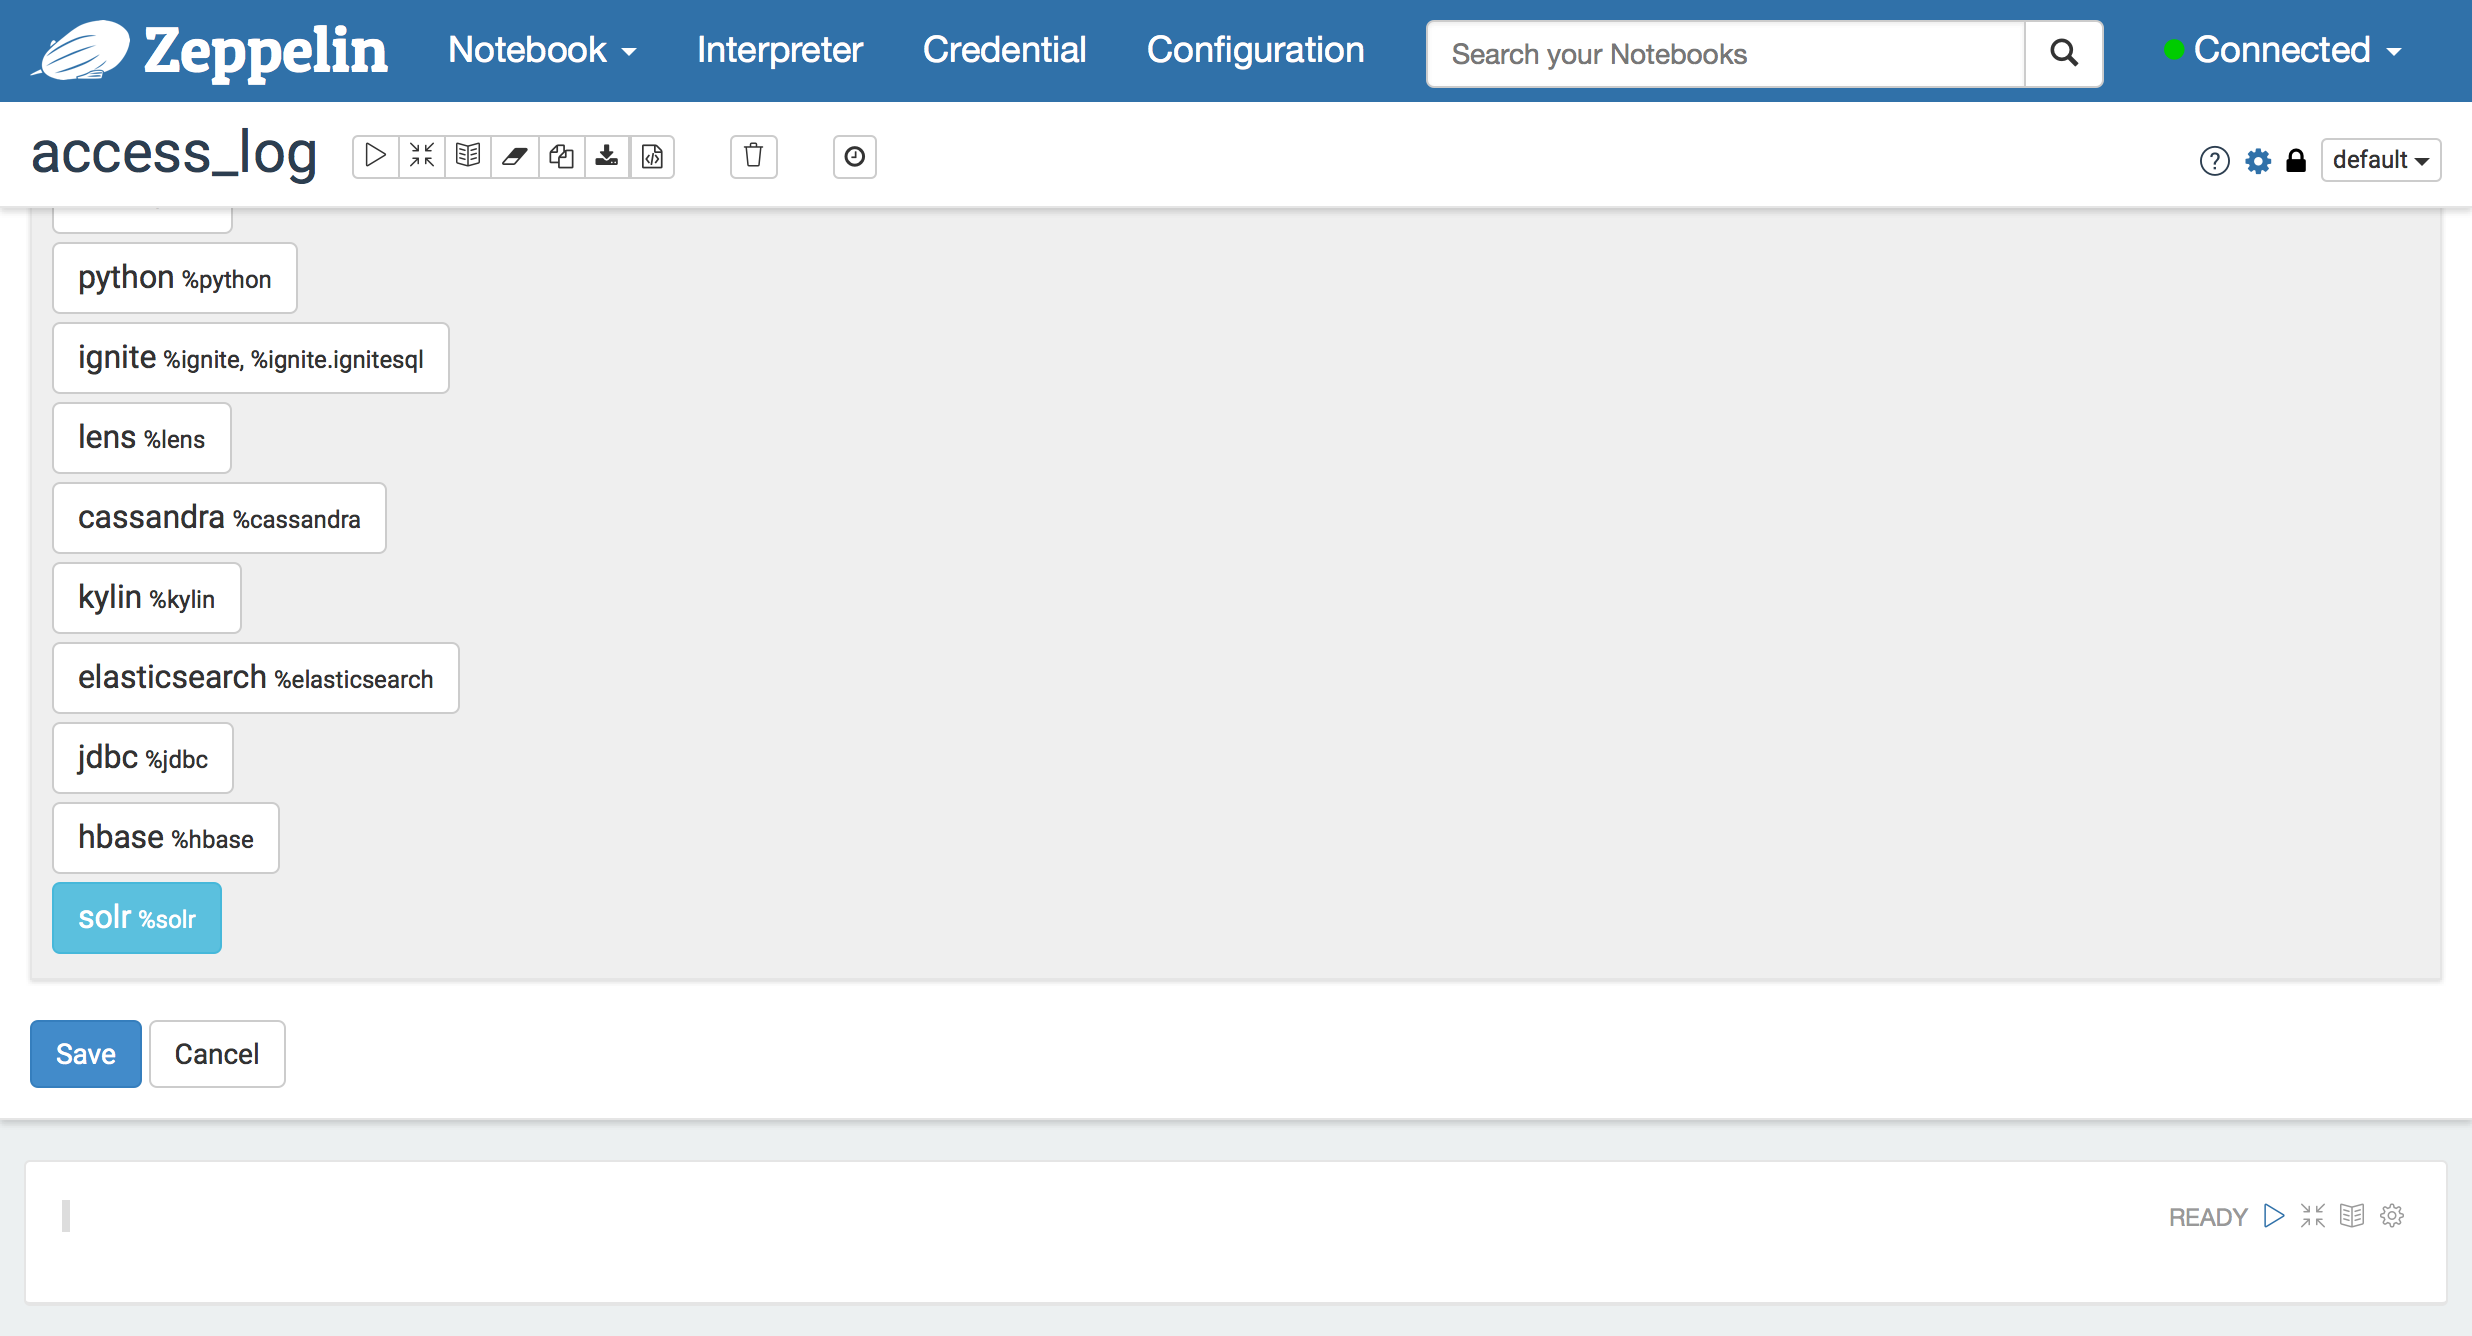 Zeppelin Notebook Interpreter Credential Configuration Search your Notebooks Connected
access_log default
python %python
ignite %ignite, %ignite.ignitesql
lens %lens
cassandra %cassandra
kylin %kylin
elasticsearch %elasticsearch
jdbc %jdbc
hbase %hbase
solr %solr
Save Cancel
READY